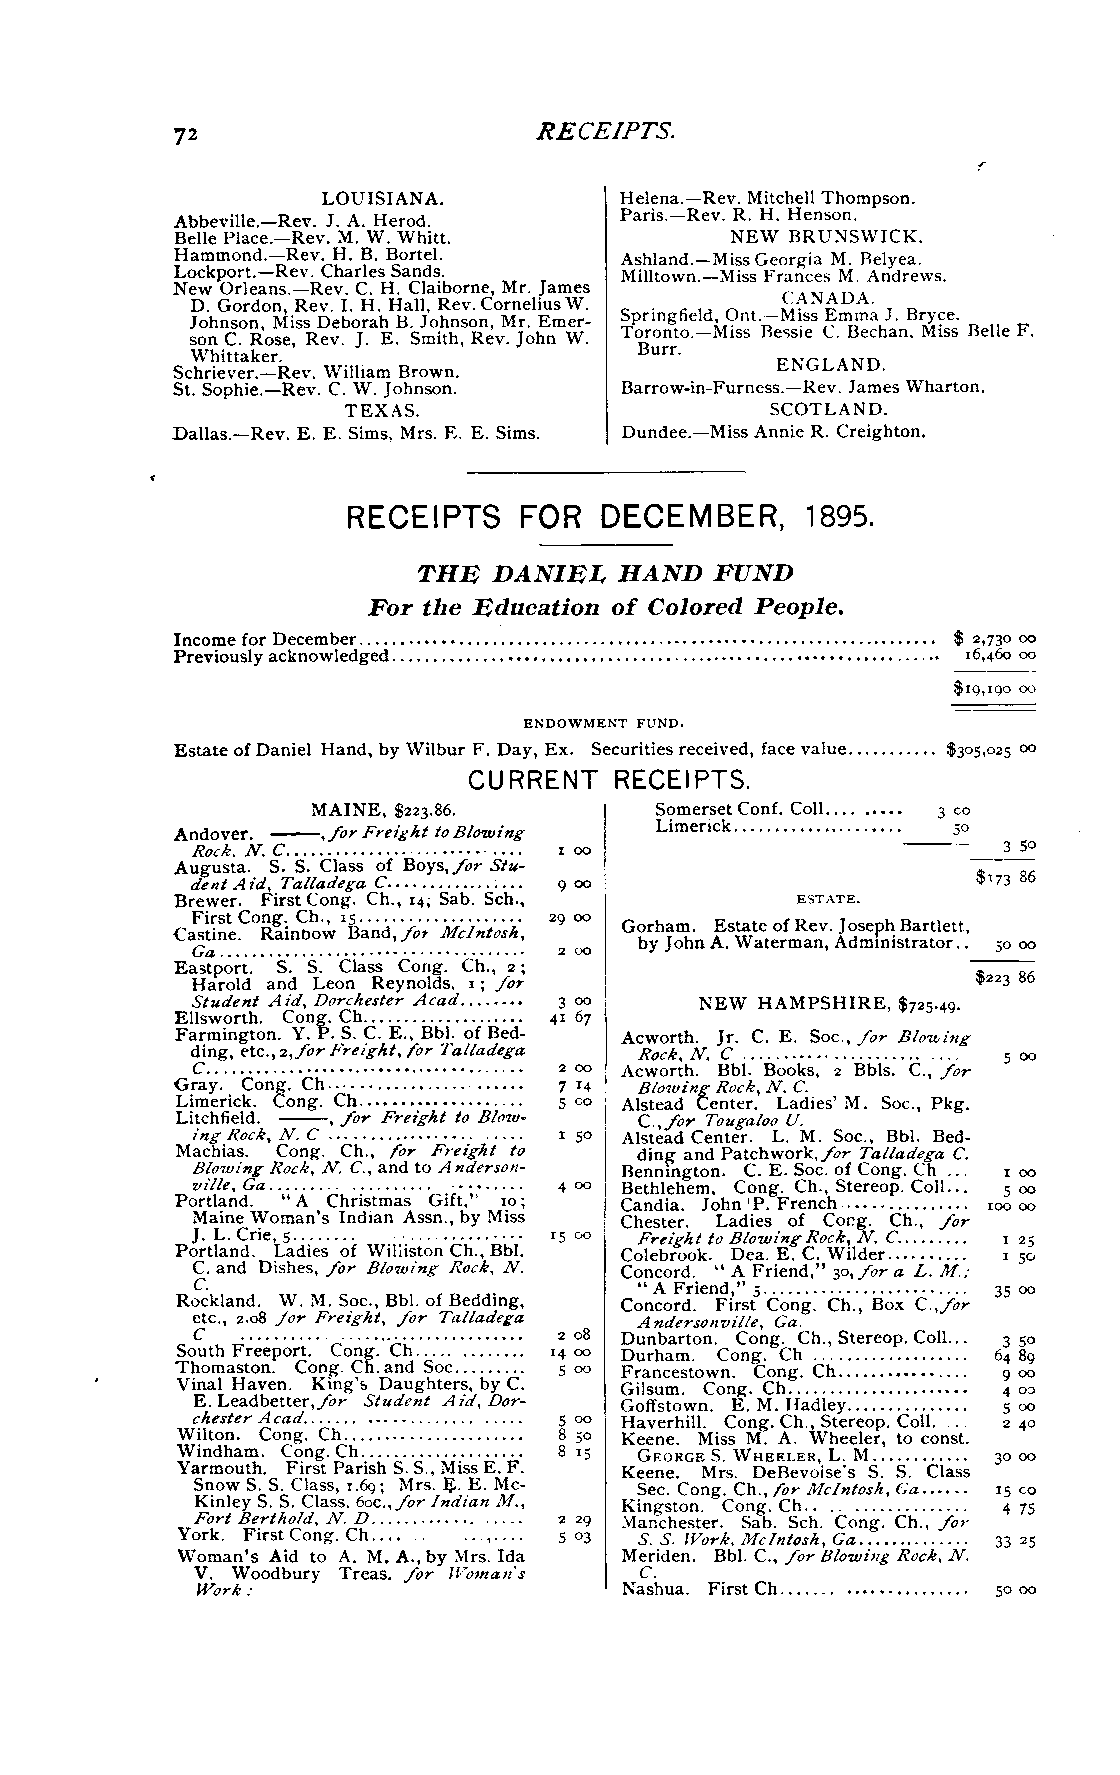 72
RECEIPTS.
LOUISIANA.
Abbeville.—Rev. J. A. Herod.
Belle Place.—Rev. M. W. Whitt.
Hammond.—Rev. H. B. Bortel.
Lockport.—Rev. Charles Sands.
New Orleans.—Rev. C. H. Claiborne, Mr. James
D. Gordon, Rev. I. H. Hall, Rev. Cornelius W.
Johnson, Miss Deborah B. Johnson, Mr. Emer-
son C. Rose, Rev. J. E. Smith, Rev. John W.
Whittaker.
Schriever.—Rev. William Brown.
St. Sophie.—Rev. C. W. Johnson.
TEXAS.
Dallas.—Rev. E. E. Sims, Mrs. E. E. Sims.
Helena.—Rev. Mitchell Thompson.
Paris.—Rev. R. H. Henson.
NEW BRUNSWICK.
Ashland.—Miss Georgia M. Belyea.
Milltown.—Miss Frances M. Andrews.
CANADA.
Springfield, Ont.—Miss Emma J. Bryce.
Toronto.—Miss Bessie C. Bechan, Miss Belle F.
Burr.
ENGLAND.
Barrow-in-Furness.—Rev. James Wharton.
SCOTLAND.
Dundee.—Miss Annie R. Creighton.
RECEIPTS FOR DECEMBER, 1895.
THE DANIEL HAND FUND
For the Education of Colored People.
Income for December.......... $ 2,730 00
Previously acknowledged.......... 16,460 00
$19,190 00
ENDOWMENT FUND.
Estate of Daniel Hand, by Wilbur F. Day, Ex. Securities received, face value.......... $305,025 00
CURRENT RECEIPTS.
MAINE, $223.86.
Andover. ——, for Freight to Blowing
Rock, N. C.......... 1 00
Augusta. S. S. Class of Boys, for Stu-
dent Aid, Talladega C.......... 9 00
Brewer. First Cong. Ch., 14; Sab. Sch.,
First Cong. Ch., 15.......... 29 00
Castine. Rainbow Band, for McIntosh,
Ga.......... 2 00
Eastport. S. S. Class Cong. Ch., 2;
Harold and Leon Reynolds, 1; for
Student Aid, Dorchester Acad........ 3 00
Ellsworth. Cong. Ch.......... 41 67
Farmington. Y. P. S. C. E., Bbl. of Bed-
ding, etc., 2, for Freight, for Talladega
C.......... 2 00
Gray. Cong. Ch.......... 7 14
Limerick. Cong. Ch.......... 5 00
Litchfield. ——, for Freight to Blow-
ing Rock, N. C.......... 1 50
Machias. Cong. Ch., for Freight to
Blowing Rock, N. C., and to Anderson-
ville, Ga.......... 4 00
Portland. "A Christmas Gift," 10;
Maine Woman's Indian Assn., by Miss
J. L. Crie, 5.......... 15 00
Portland. Ladies of Williston Ch., Bbl.
C. and Dishes, for Blowing Rock, N.
C.
Rockland. W. M. Soc., Bbl. of Bedding,
etc., 2.08 for Freight, for Talladega
C.......... 2 08
South Freeport. Cong. Ch.......... 14 00
Thomaston. Cong. Ch. and Soc......... 5 00
Vinal Haven. King's Daughters, by C.
E. Leadbetter, for Student Aid, Dor-
chester Acad.......... 5 00
Wilton. Cong. Ch.......... 8 50
Windham. Cong. Ch.......... 8 15
Yarmouth. First Parish S. S., Miss E. F.
Snow S. S. Class, 1.69; Mrs. E. E. Mc-
Kinley S. S. Class, 60c., for Indian M.,
Fort Berthold, N. D.......... 2 29
York. First Cong. Ch.......... 5 03
Woman's Aid to A. M. A., by Mrs. Ida
V. Woodbury Treas. for Woman's
Work:
Somerset Conf. Coll.......... 3 00
Limerick.......... 50
3 50
$173 86
ESTATE.
Gorham. Estate of Rev. Joseph Bartlett,
by John A. Waterman, Administrator.. 50 00
$223 86
NEW HAMPSHIRE, $725.49.
Acworth. Jr. C. E. Soc., for Blowing
Rock, N. C.......... 5 00
Acworth. Bbl. Books, 2 Bbls. C., for
Blowing Rock, N. C.
Alstead Center. Ladies' M. Soc., Pkg.
C., for Tougaloo U.
Alstead Center. L. M. Soc., Bbl. Bed-
ding and Patchwork, for Talladega C.
Bennington. C. E. Soc. of Cong. Ch ... 1 00
Bethlehem. Cong. Ch., Stereop. Coll... 5 00
Candia. John P. French.......... 100 00
Chester. Ladies of Cong. Ch., for
Freight to Blowing Rock, N. C......... 1 25
Colebrook. Dea. E. C. Wilder.......... 1 50
Concord. "A Friend," 30, for a L. M.;
"A Friend," 5.......... 35 00
Concord. First Cong. Ch., Box C., for
Andersonville, Ga.
Dunbarton. Cong. Ch., Stereop. Coll... 3 50
Durham. Cong. Ch.......... 64 89
Francestown. Cong. Ch.......... 9 00
Gilsum. Cong. Ch.......... 4 00
Goffstown. E. M. Hadley.......... 5 00
Haverhill. Cong. Ch., Stereop. Coll. ... 2 40
Keene. Miss M. A. Wheeler, to const.
GEORGE S. WHEELER, L. M.......... 30 00
Keene. Mrs. DeBevoise's S. S. Class
Sec. Cong. Ch., for McIntosh, Ga...... 15 00
Kingston. Cong. Ch.......... 4 75
Manchester. Sab. Sch. Cong. Ch., for
S. S. Work, McIntosh, Ga.......... 33 25
Meriden. Bbl. C., for Blowing Rock, N.
C.
Nashua. First Ch.......... 50 00